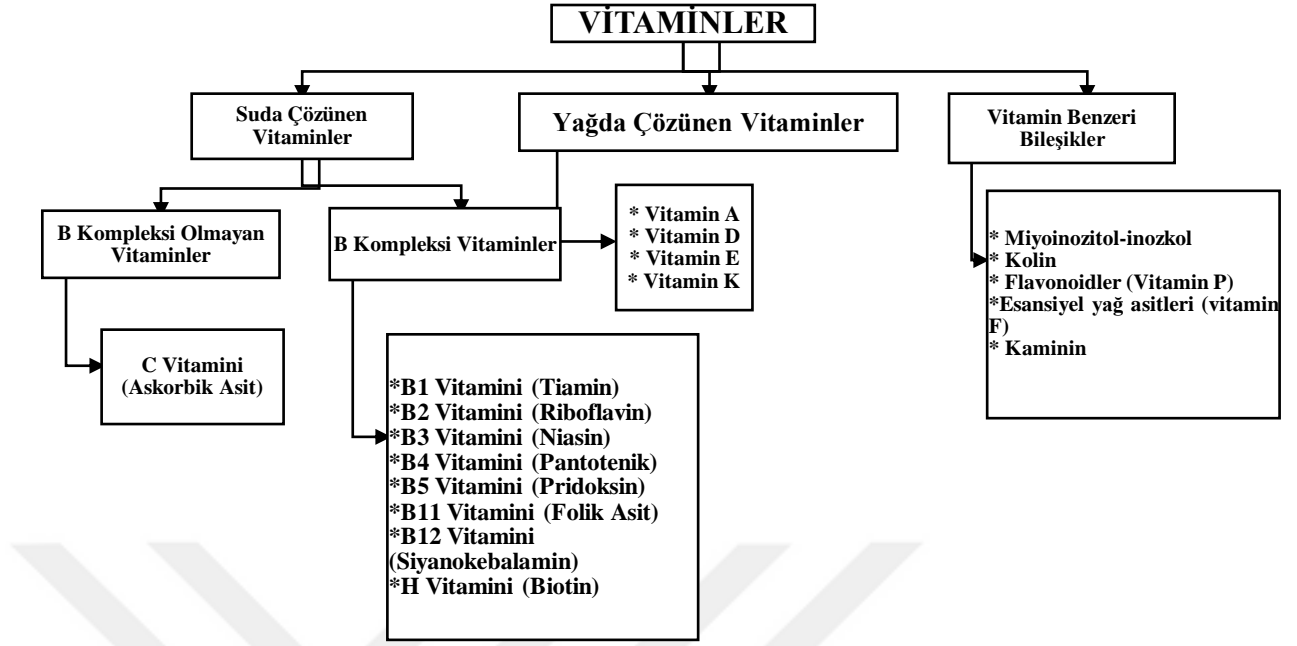 VİTAMİNLER
Suda Çözünen
Vitaminler
Yağda Çözünen Vitaminler
Vitamin Benzeri
Bileşikler
B Kompleksi Olmayan
Vitaminler
B Kompleksi Vitaminler
* Vitamin A
* Vitamin D
* Vitamin E
* Vitamin K
* Miyoinozitol-inozkol
* Kolin
* Flavonoidler (Vitamin P)
*Esansiyel yağ asitleri (vitamin
F)
* Kaminin
C Vitamini
(Askorbik Asit)
*B1 Vitamini (Tiamin)
*B2 Vitamini (Riboflavin)
*B3 Vitamini (Niasin)
*B4 Vitamini (Pantotenik)
*B5 Vitamini (Pridoksin)
*B11 Vitamini (Folik Asit)
*B12 Vitamini
(Siyanokebalamin)
*H Vitamini (Biotin)